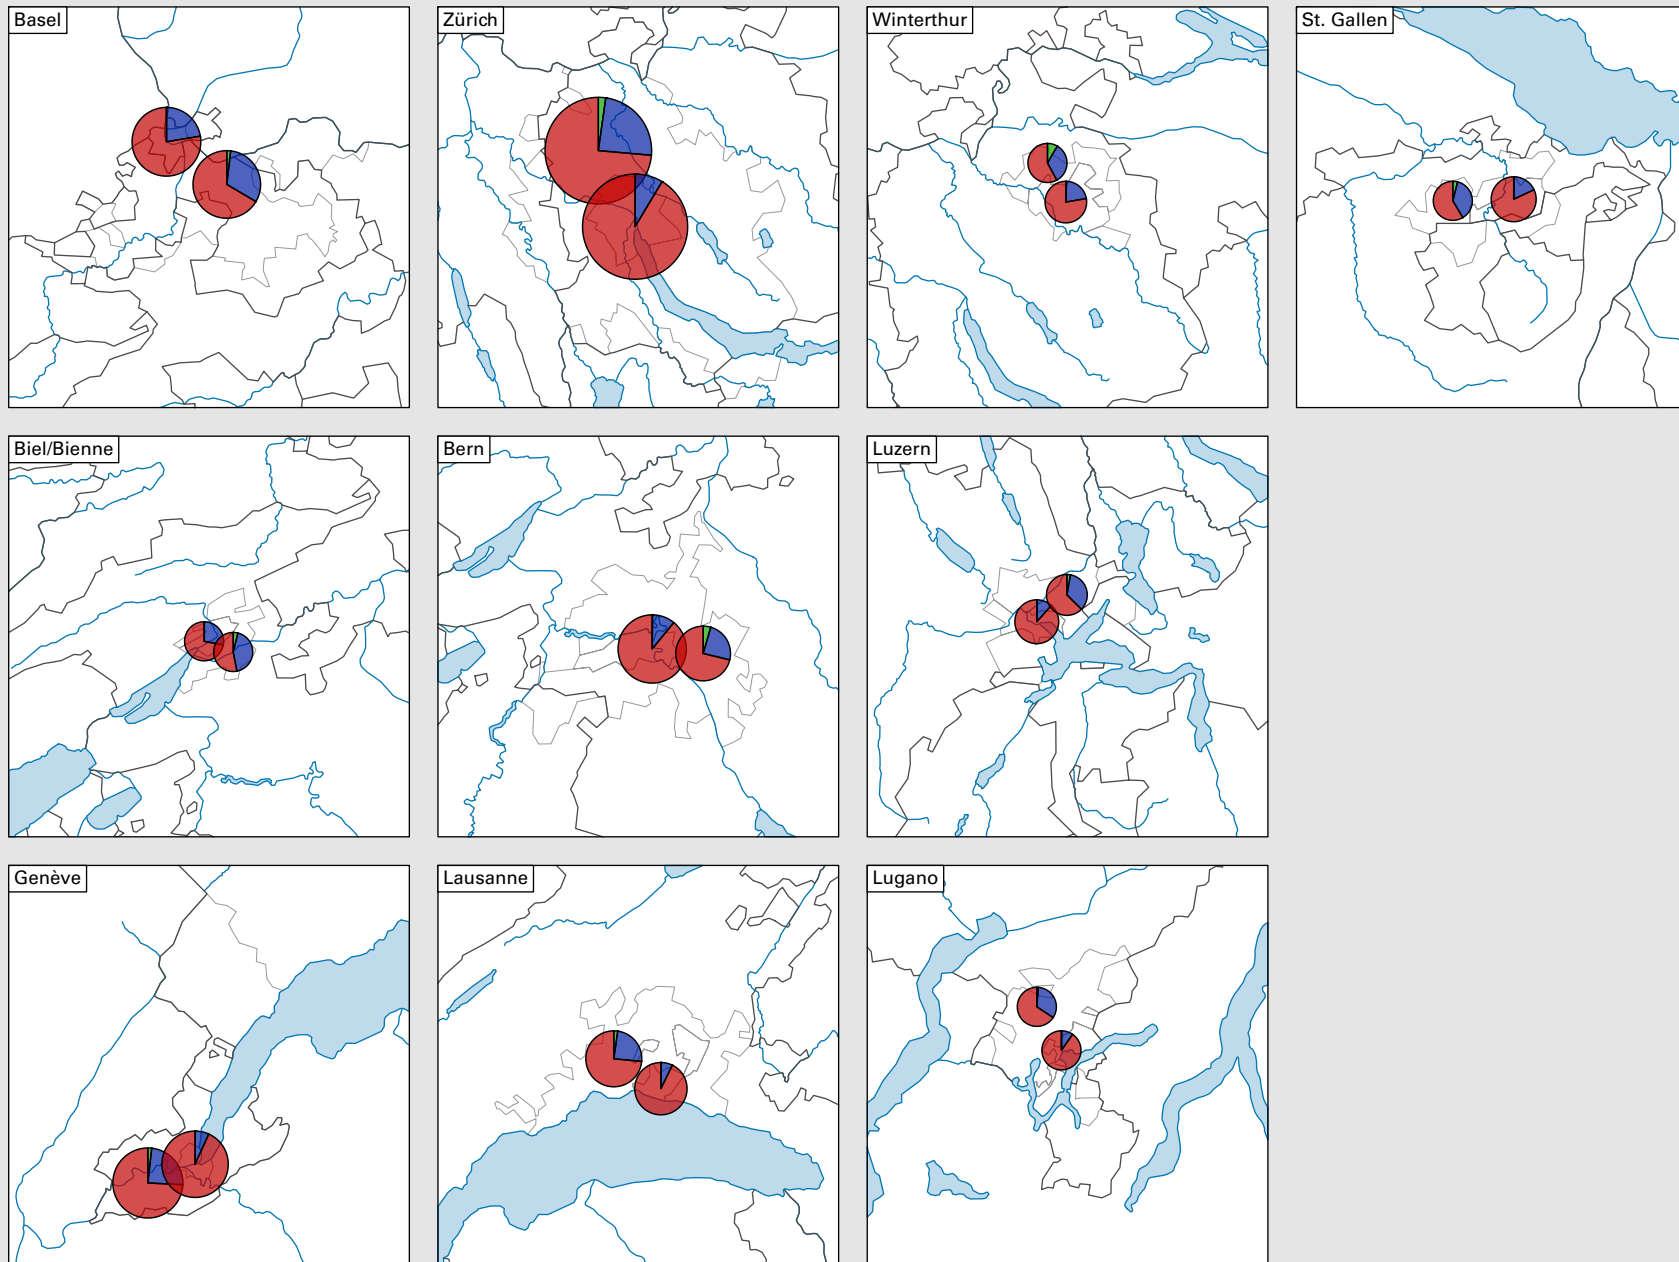 Basel
Zürich
Winterthur
St. Gallen
Biel/Bienne
Bern
Luzern
Genève
Lausanne
Lugano